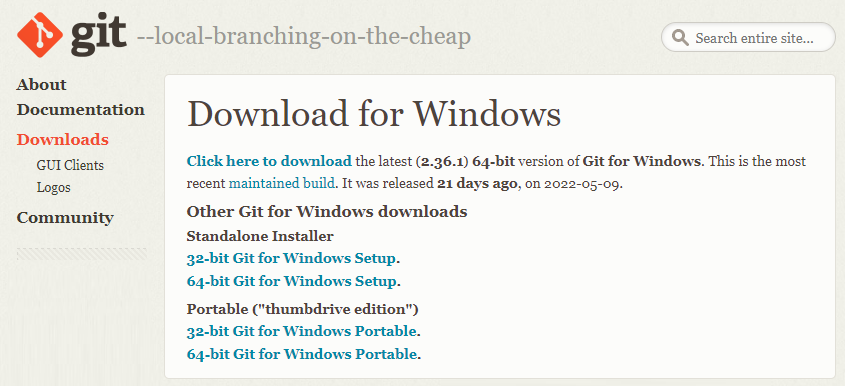 git --local-branching-on-the-cheap
Search entire site...
About
Documentation
Downloads
GUI Clients
Logos
Community
Download for Windows
Click here to download the latest (2.36.1) 64-bit version of Git for Windows. This is the most
recent maintained build. It was released 21 days ago, on 2022-05-09.
Other Git for Windows downloads
Standalone Installer
32-bit Git for Windows Setup.
64-bit Git for Windows Setup.
Portable ("thumbdrive edition")
32-bit Git for Windows Portable.
64-bit Git for Windows Portable.